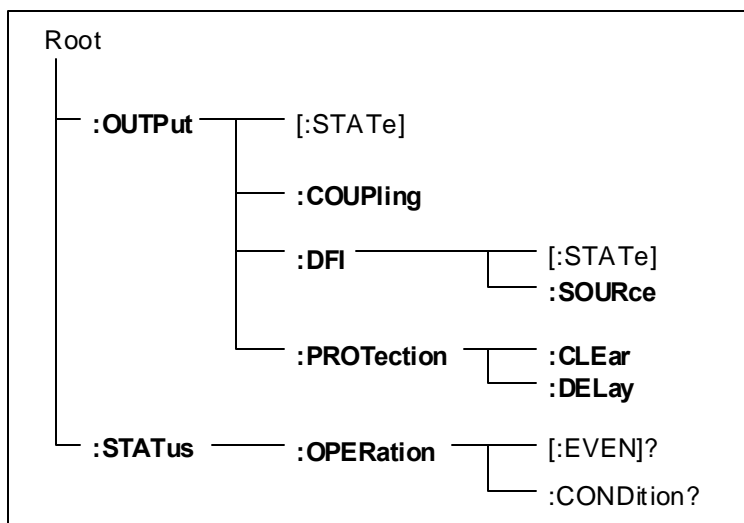 Root
:OUTPut [:STATe]
:COUPling
:DFI [:STATe]
:SOURce
:PROTection :CLEar
:DELay
:STATus :OPERation [:EVEN]?
:CONDition?